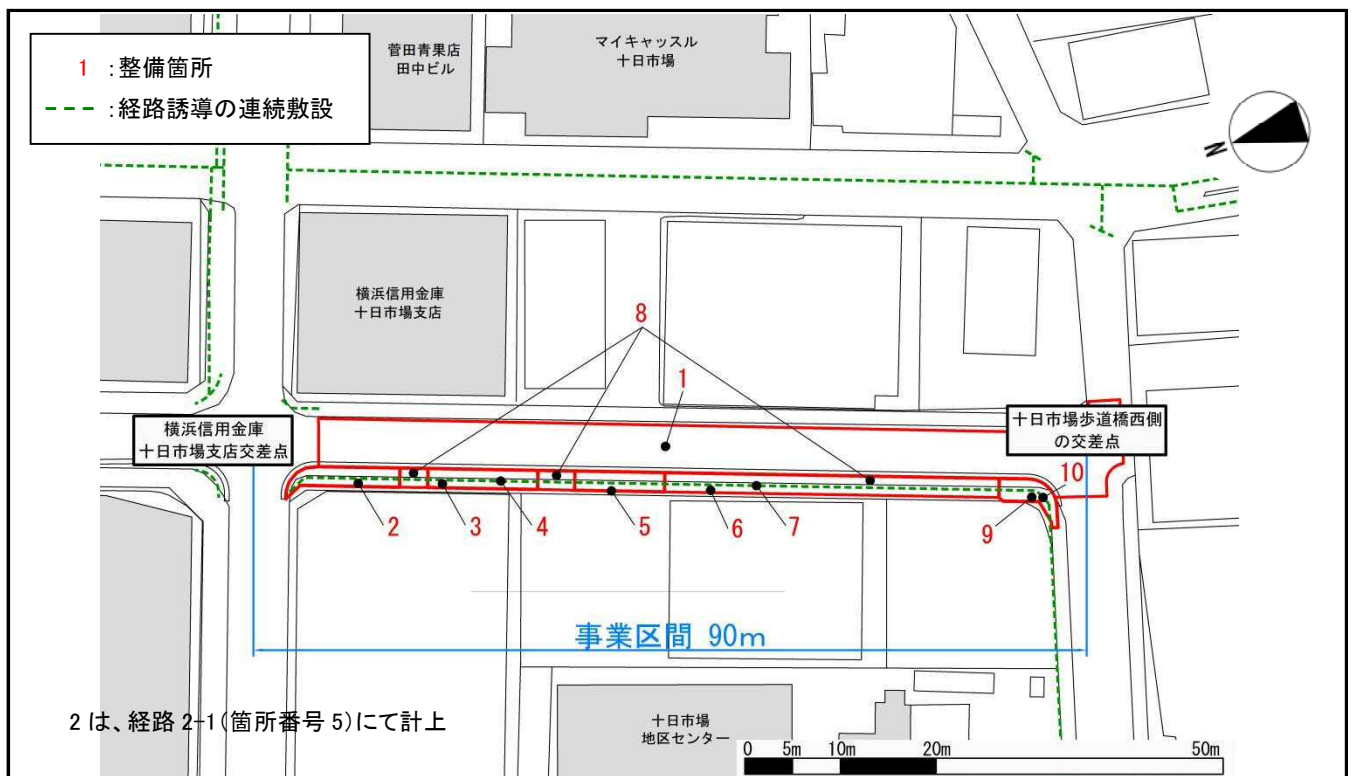 1 :整備箇所
--- :経路誘導の連続敷設
菅田青果店
田中ビル
マイキャッスル
十日市場
N
横浜信用金庫
十日市場支店
8
1
横浜信用金庫
十日市場支店交差点
十日市場歩道橋西側
の交差点
10
2
3
4
5
6
7
9
事業区間 90m
2は、経路2-1(箇所番号5)にて計上
十日市場
地区センター
0 5m 10m 20m 50m